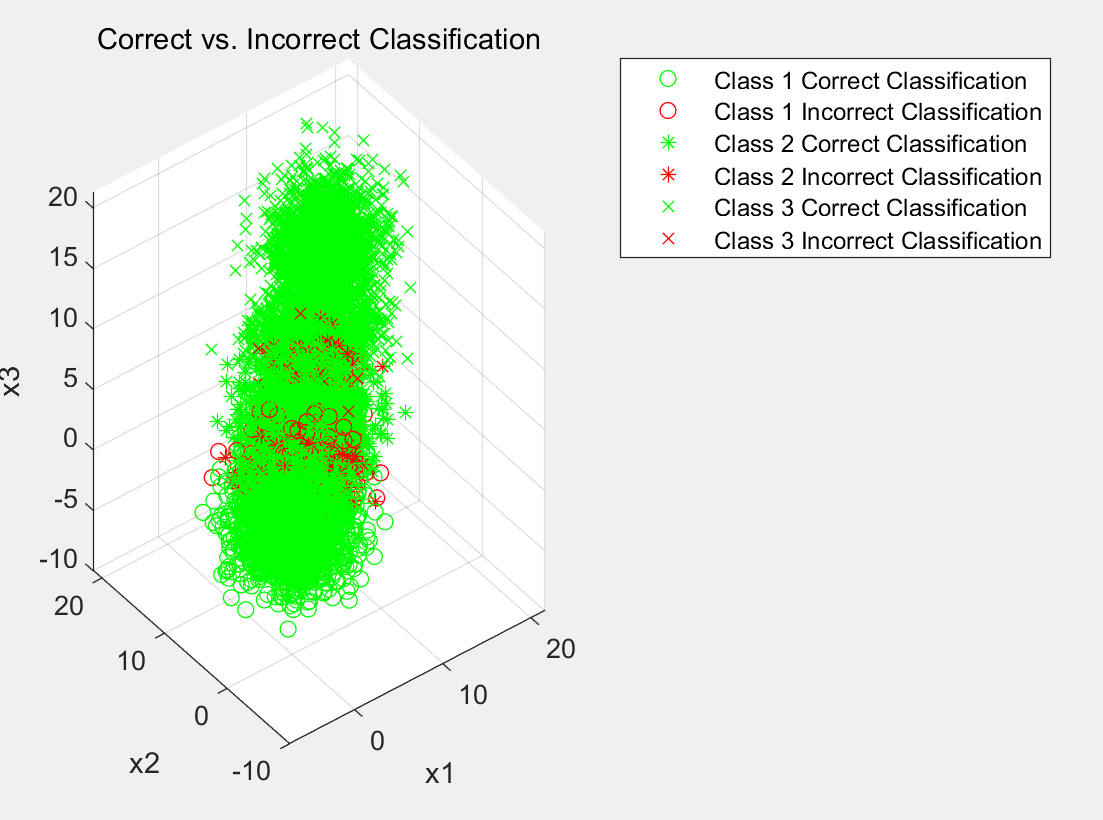 Correct vs. Incorrect Classification
Class 1 Correct Classification
Class 1 Incorrect Classification
Class 2 Correct Classification
Class 2 Incorrect Classification
Class 3 Correct Classification
Class 3 Incorrect Classification
20
15
10
5
0
-5
-10
x3
20
10
0
-10
x2
0
10
20
x1